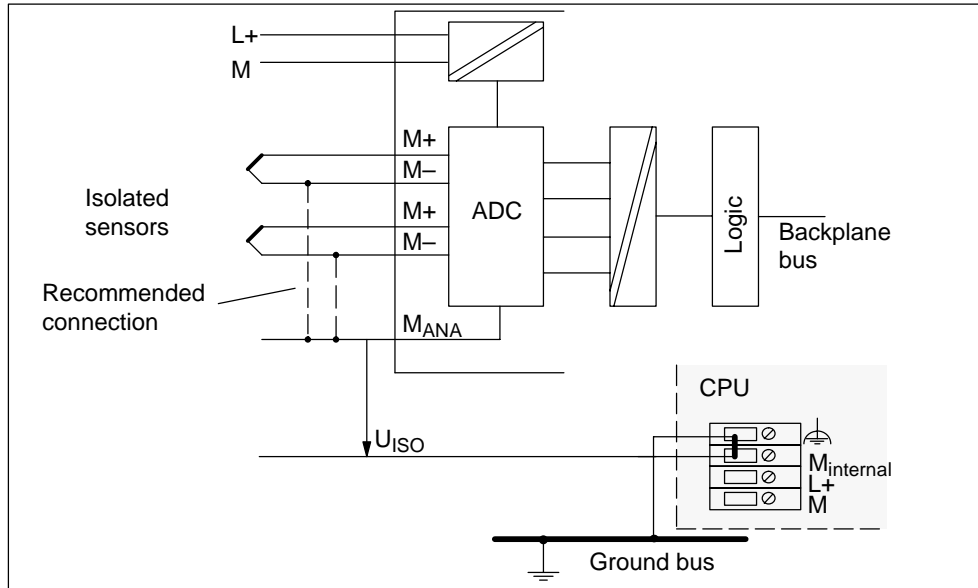 L+
M
M+
M–
M+
M–
Isolated
sensors
ADC
Logic
Backplane
bus
Recommended
connection
MANA
CPU
UISO
Minternal
L+
M
Ground bus